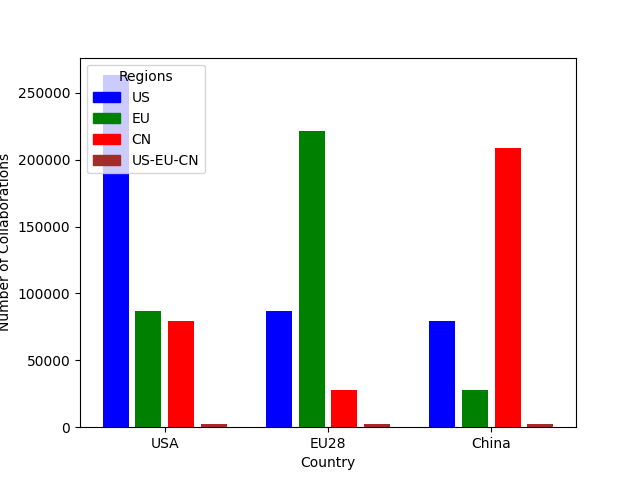 Number of Collaborations
250000
200000
150000
100000
50000
0
Regions
US
EU
CN
US-EU-CN
USA
EU28
China
Country